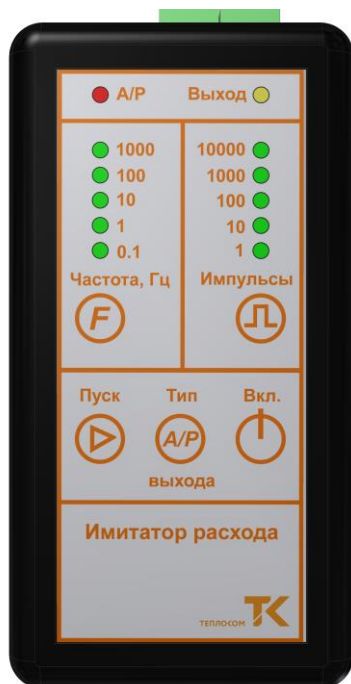 А/Р Выход
1000 10000
100 1000
10 100
1 10
0.1 1
Частота, Гц Импульсы
F
Пуск Тип Вкл.
А/Р
выхода
Имитатор расхода
ТЕПЛОКОМ ТК